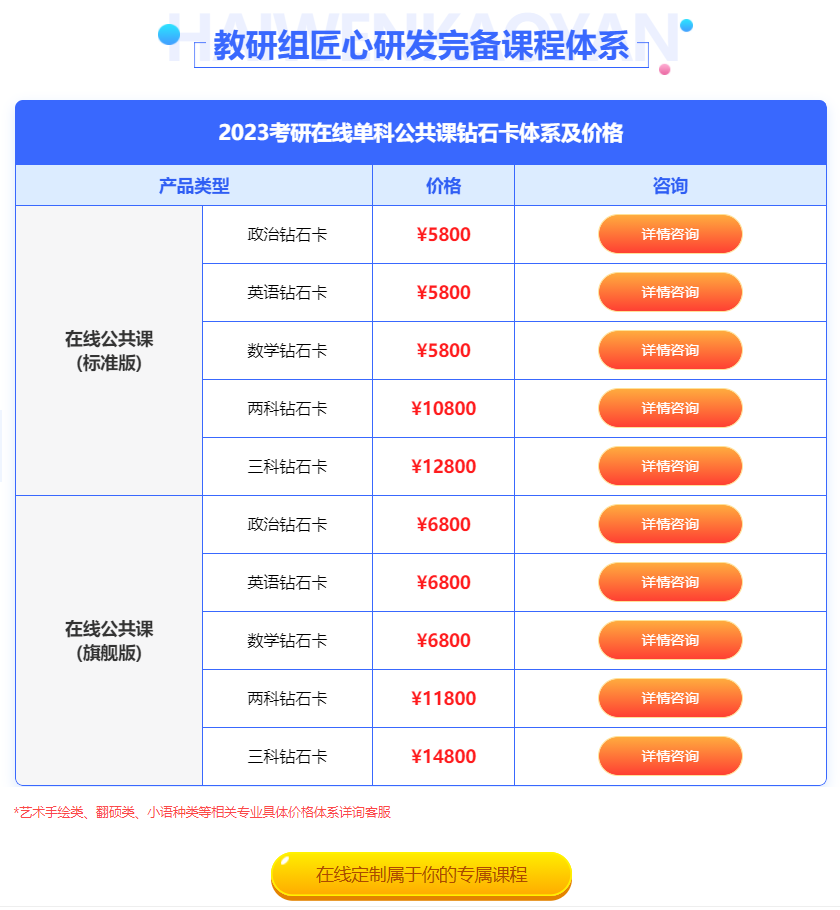 HAIWENKAOYAN
教研组匠心研发完备课程体系
2023考研在线单科公共课钻石卡体系及价格
产品类型 价格 咨询
在线公共课
(标准版)
政治钻石卡 ¥5800 详情咨询
英语钻石卡 ¥5800 详情咨询
数学钻石卡 ¥5800 详情咨询
两科钻石卡 ¥10800 详情咨询
三科钻石卡 ¥12800 详情咨询
在线公共课
(旗舰版)
政治钻石卡 ¥6800 详情咨询
英语钻石卡 ¥6800 详情咨询
数学钻石卡 ¥6800 详情咨询
两科钻石卡 ¥11800 详情咨询
三科钻石卡 ¥14800 详情咨询
*艺术手绘类、翻硕类、小语种类等相关专业具体价格体系详询客服
在线定制属于你的专属课程